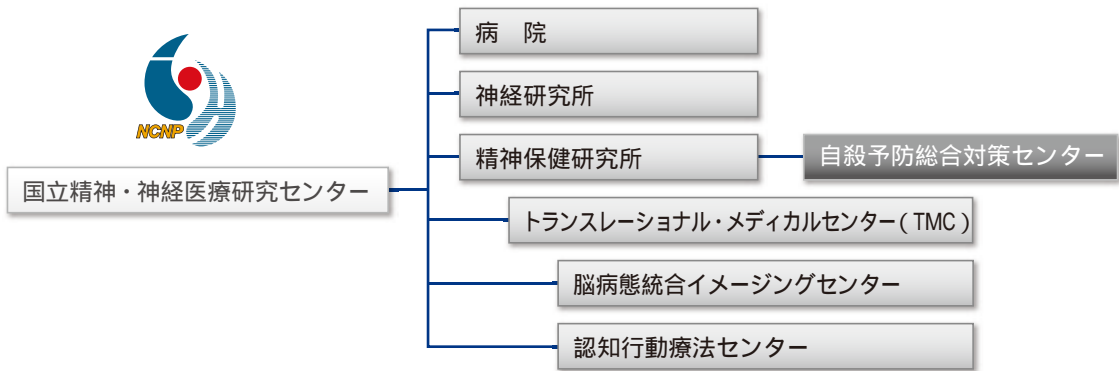 病　院
神経研究所
NCNP
精神保健研究所
自殺予防総合対策センター
国立精神・神経医療研究センター
トランスレーショナル・メディカルセンター（TMC）
脳病態統合イメージングセンター
認知行動療法センター